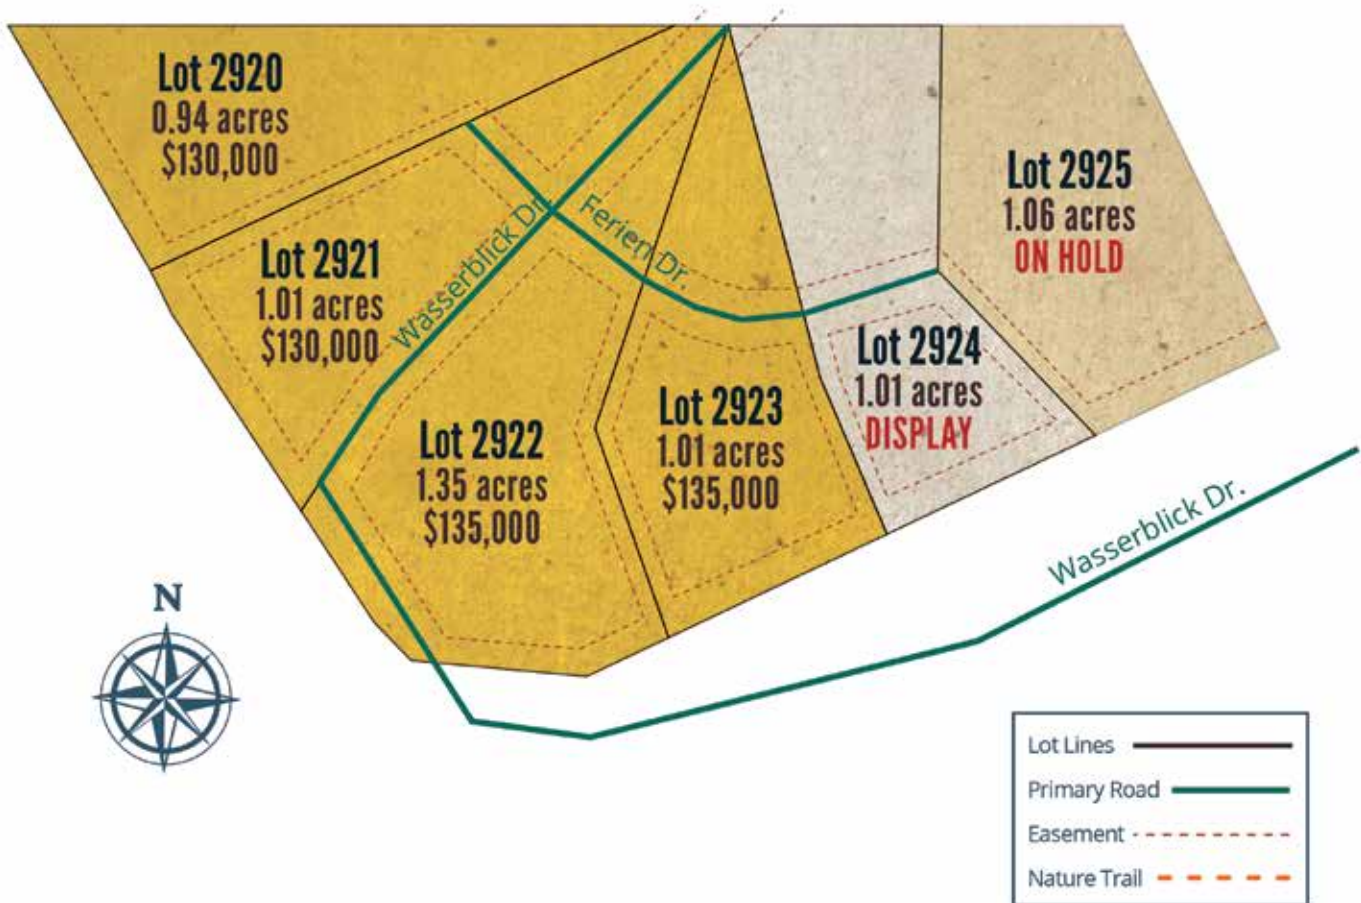 Lot 2920
0.94 acres
$130,000
Lot 2921
1.01 acres
$130,000
Wasserblick Dr.
Ferien Dr.
Lot 2922
1.35 acres
$135,000
Lot 2923
1.01 acres
$135,000
Lot 2924
1.01 acres
DISPLAY
Lot 2925
1.06 acres
ON HOLD
Wasserblick Dr.
N
Lot Lines
Primary Road
Easement
Nature Trail